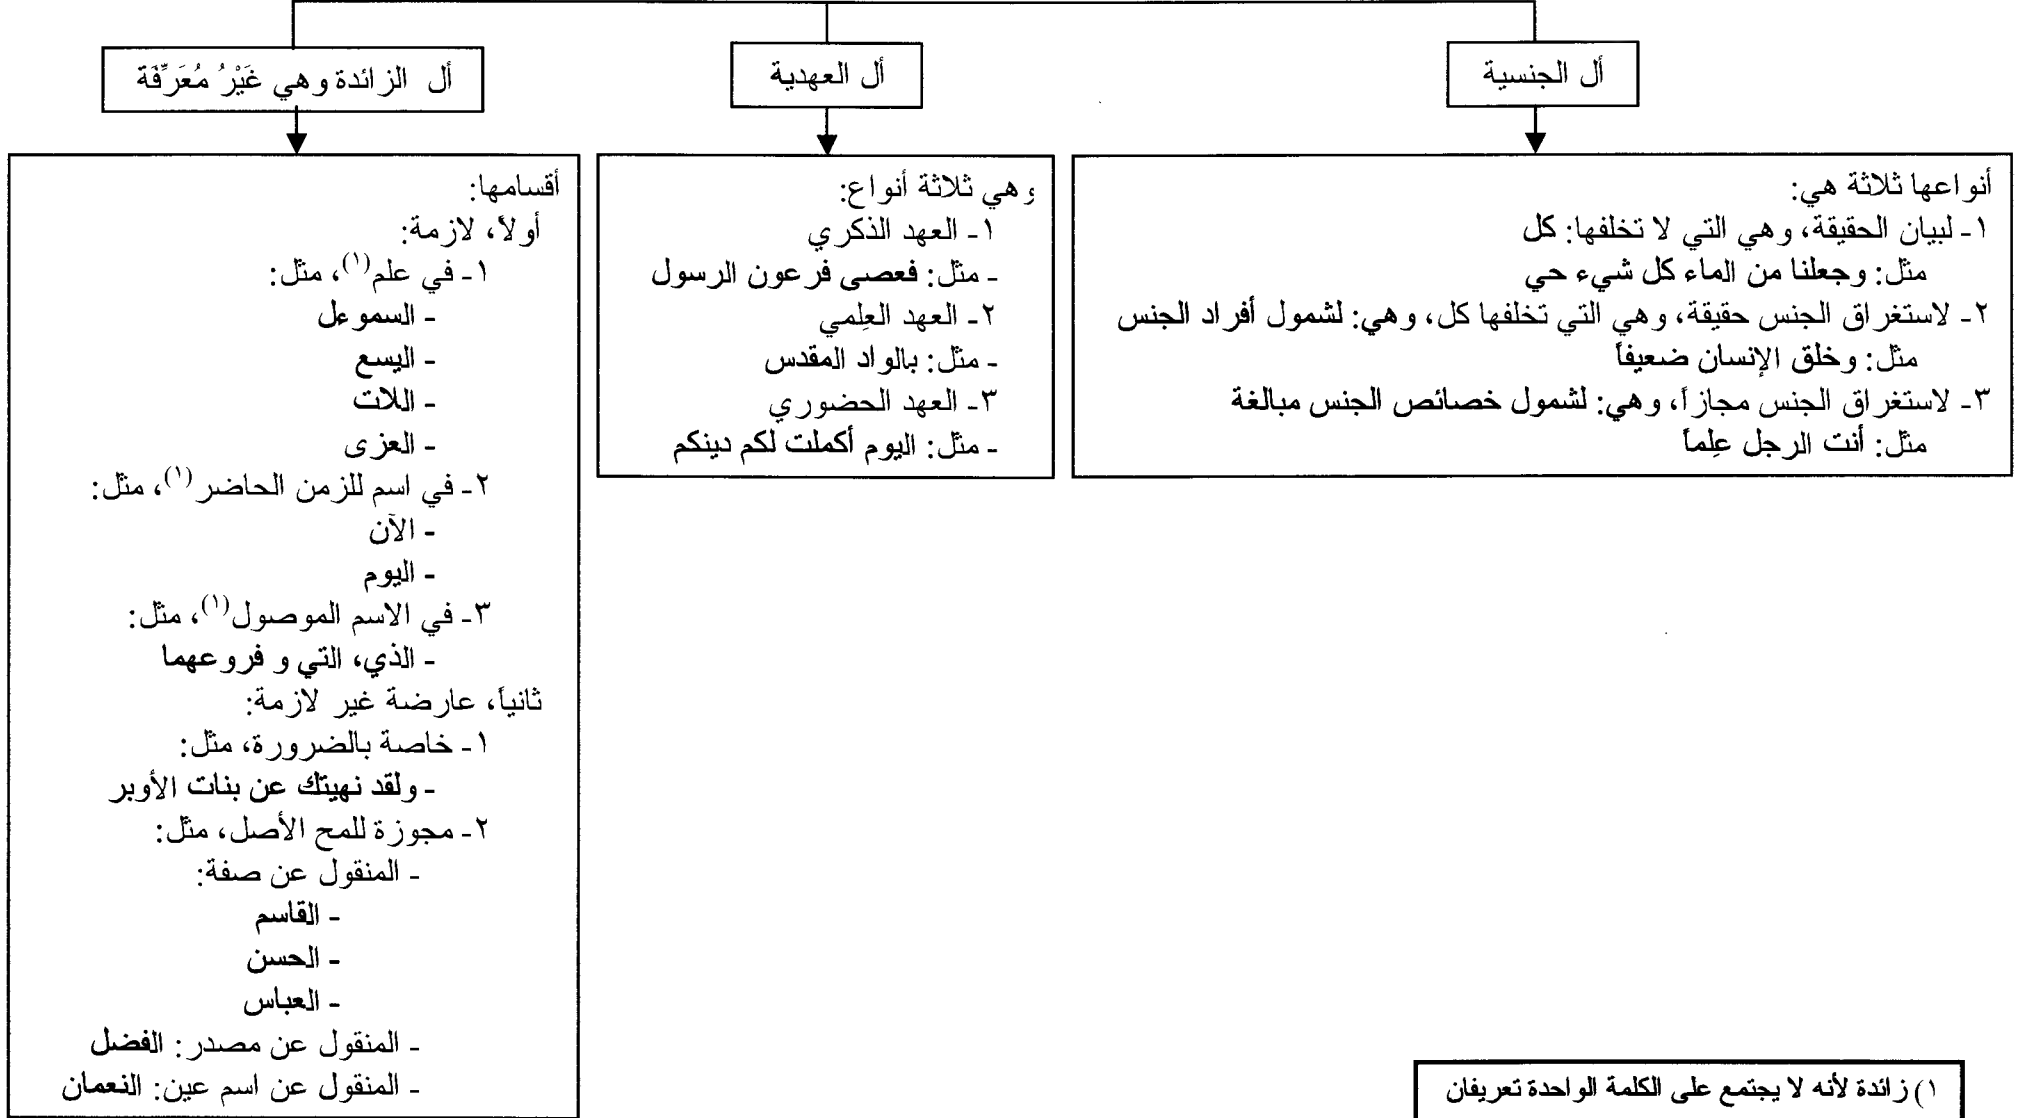 أل الجنسية
أنواعها ثلاثة هي:
١- لبيان الحقيقة، وهي التي لا تخلفها: كل
مثل: وجعلنا من الماء كل شيء حي
٢- لاستغراق الجنس حقيقة، وهي التي تخلفها كل، وهي: لشمول أفراد الجنس
مثل: وخلق الإنسان ضعيفاً
٣- لاستغراق الجنس مجازاً، وهي: لشمول خصائص الجنس مبالغة
مثل: أنت الرجل عِلماً
أل العهدية
وهي ثلاثة أنواع:
١- العهد الذكري
- مثل: فعصى فرعون الرسول
٢- العهد العِلمي
- مثل: بالواد المقدس
٣- العهد الحضوري
- مثل: اليوم أكملت لكم دينكم
أل الزائدة وهي غَيْرُ مُعَرِّفَة
أقسامها:
أولاً، لازمة:
١- في علم(١)، مثل:
- السموءل
- اليسع
- اللات
- العزى
٢- في اسم للزمن الحاضر(١)، مثل:
- الآن
- اليوم
٣- في الاسم الموصول(١)، مثل:
- الذي، التي و فروعهما
ثانياً، عارضة غير لازمة:
١- خاصة بالضرورة، مثل:
- ولقد نهيتك عن بنات الأوبر
٢- مجوزة للمح الأصل، مثل:
- المنقول عن صفة:
- القاسم
- الحسن
- العباس
- المنقول عن مصدر: الفضل
- المنقول عن اسم عين: النعمان
١) زائدة لأنه لا يجتمع على الكلمة الواحدة تعريفان